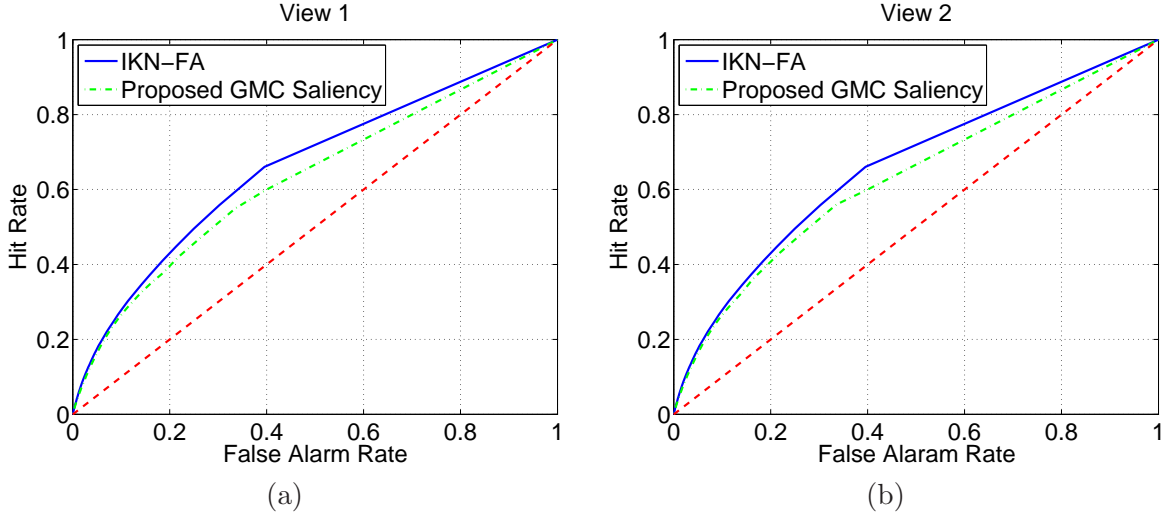 View 1
1
0.8
0.6
0.4
0.2
0
Hit Rate
IKN−FA
Proposed GMC Saliency
0 0.2 0.4 0.6 0.8 1
False Alarm Rate
(a)
View 2
1
0.8
0.6
0.4
0.2
0
Hit Rate
IKN−FA
Proposed GMC Saliency
0 0.2 0.4 0.6 0.8 1
False Alaram Rate
(b)